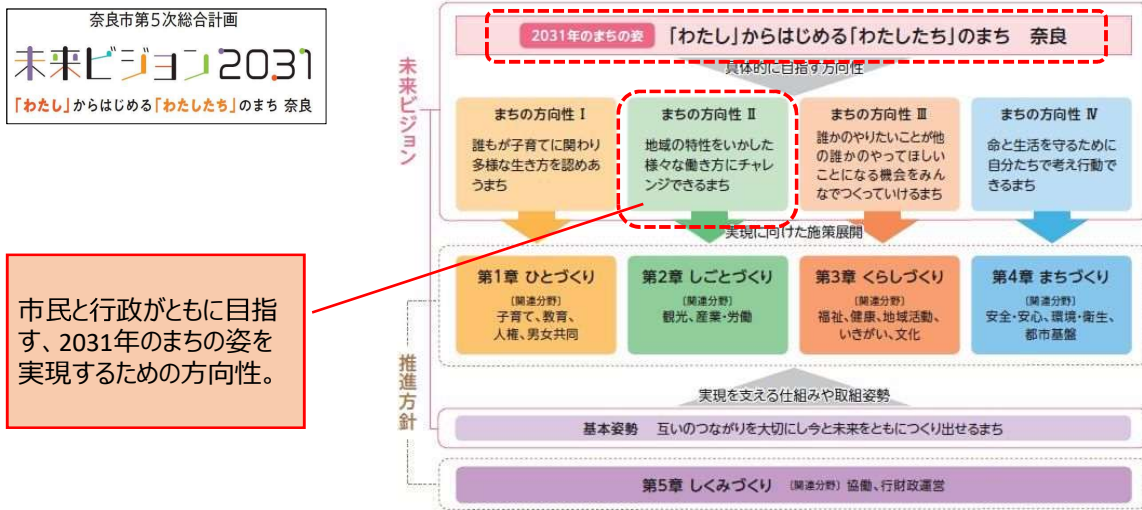 奈良市第5次総合計画
未来ビジョン2031
「わたし」からはじめる「わたしたち」のまち 奈良
市民と行政がともに目指
す、2031年のまちの姿を
実現するための方向性。
未来ビジョン
2031年のまちの姿 「わたし」からはじめる「わたしたち」のまち 奈良
具体的に目指す方向性
まちの方向性 Ⅰ
誰もが子育てに関わり
多様な生き方を認めあ
うまち
まちの方向性 Ⅱ
地域の特性をいかした
様々な働き方にチャレ
ンジできるまち
まちの方向性 Ⅲ
誰かのやりたいことが他
の誰かのやってほしい
ことになる機会をみん
なでつくっていけるまち
まちの方向性 Ⅳ
命と生活を守るために
自分たちで考え行動で
きるまち
実現に向けた施策展開
推進方針
第1章 ひとづくり
〔関連分野〕
子育て、教育、
人権、男女共同
第2章 しごとづくり
〔関連分野〕
観光、産業・労働
第3章 くらしづくり
〔関連分野〕
福祉、健康、地域活動、
いきがい、文化
第4章 まちづくり
〔関連分野〕
安全・安心、環境・衛生、
都市基盤
実現を支える仕組みや取組姿勢
基本姿勢 互いのつながりを大切にし今と未来をともにつくり出せるまち
第5章 しくみづくり 〔関連分野〕 協働、行財政運営